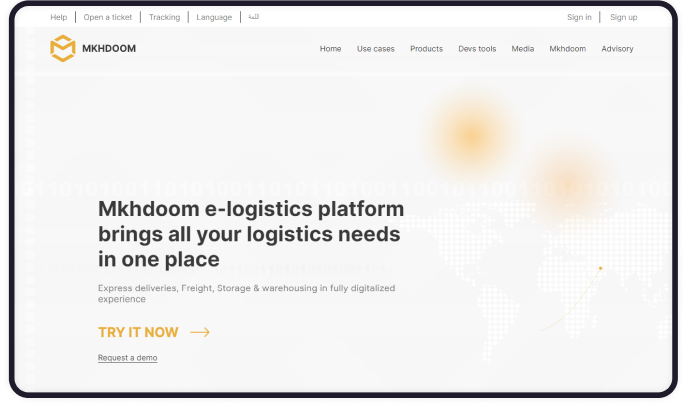 Help
Open a ticket
Tracking
Language
Sign in
Sign up
MKHDOOM
Home
Use cases
Products
Devs tools
Media
Mkhdoom
Advisory
Mkhdoom e-logistics platform
brings all your logistics needs
in one place
Express deliveries, Freight, Storage & warehousing in fully digitalized
experience
TRY IT NOW
Request a demo